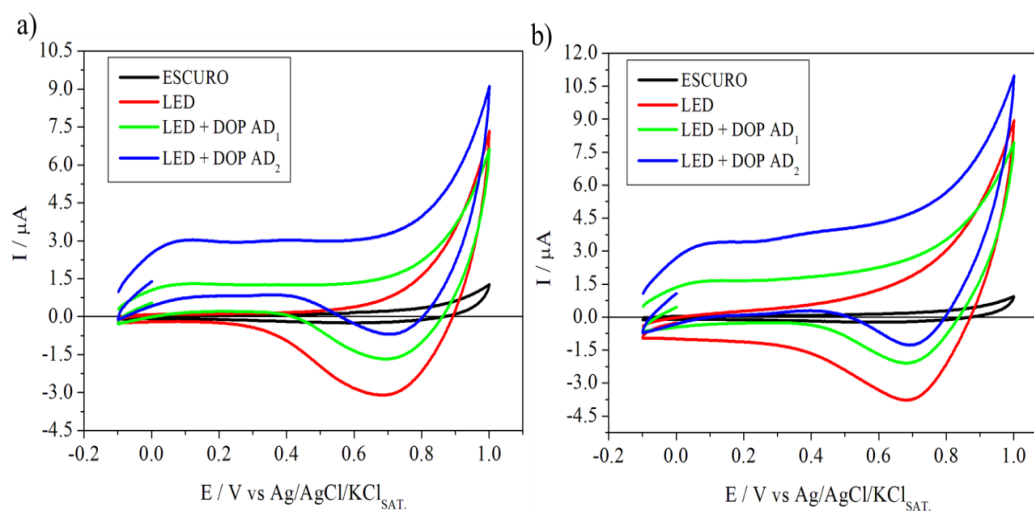 a)
10.5
9.0
7.5
6.0
4.5
3.0
1.5
0.0
-1.5
-3.0
-4.5
I / µA
ESCURO
LED
LED + DOP AD1
LED + DOP AD2
0.0 0.2 0.4 0.6 0.8 1.0
E / V vs Ag/AgCl/KClSAT.
b)
12.0
10.5
9.0
7.5
6.0
4.5
3.0
1.5
0.0
-1.5
-3.0
-4.5
I / µA
ESCURO
LED
LED + DOP AD1
LED + DOP AD2
-0.2 0.0 0.2 0.4 0.6 0.8 1.0
E / V vs Ag/AgCl/KClSAT.